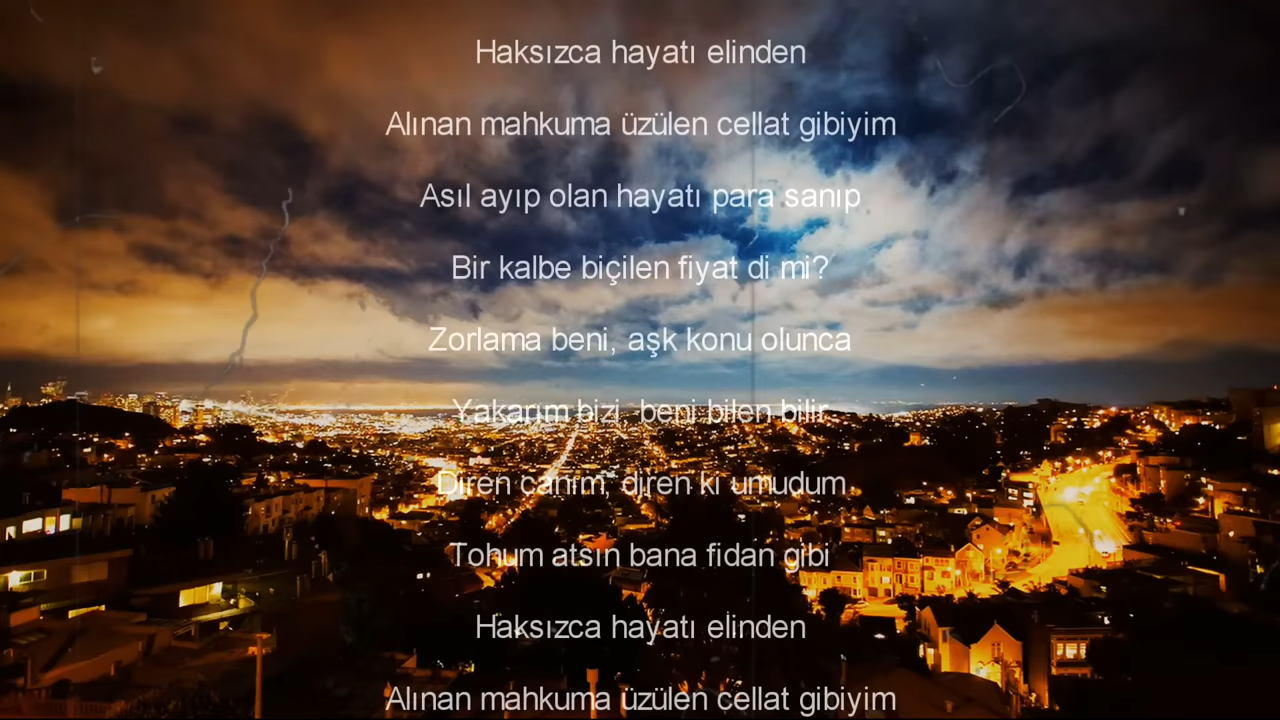 Haksızca hayatı elinden
Alınan mahkuma üzülen cellat gibiyim
Asıl ayıp olan hayatı para sanıp
Bir kalbe biçilen fiyat di mi?
Zorlama beni, aşk konu olunca
Yakarım bizi, beni bilen bilir
Diren canım, diren ki umudum
Tohum atsın bana fidan gibi
Haksızca hayatı elinden
Alınan mahkuma üzülen cellat gibiyim